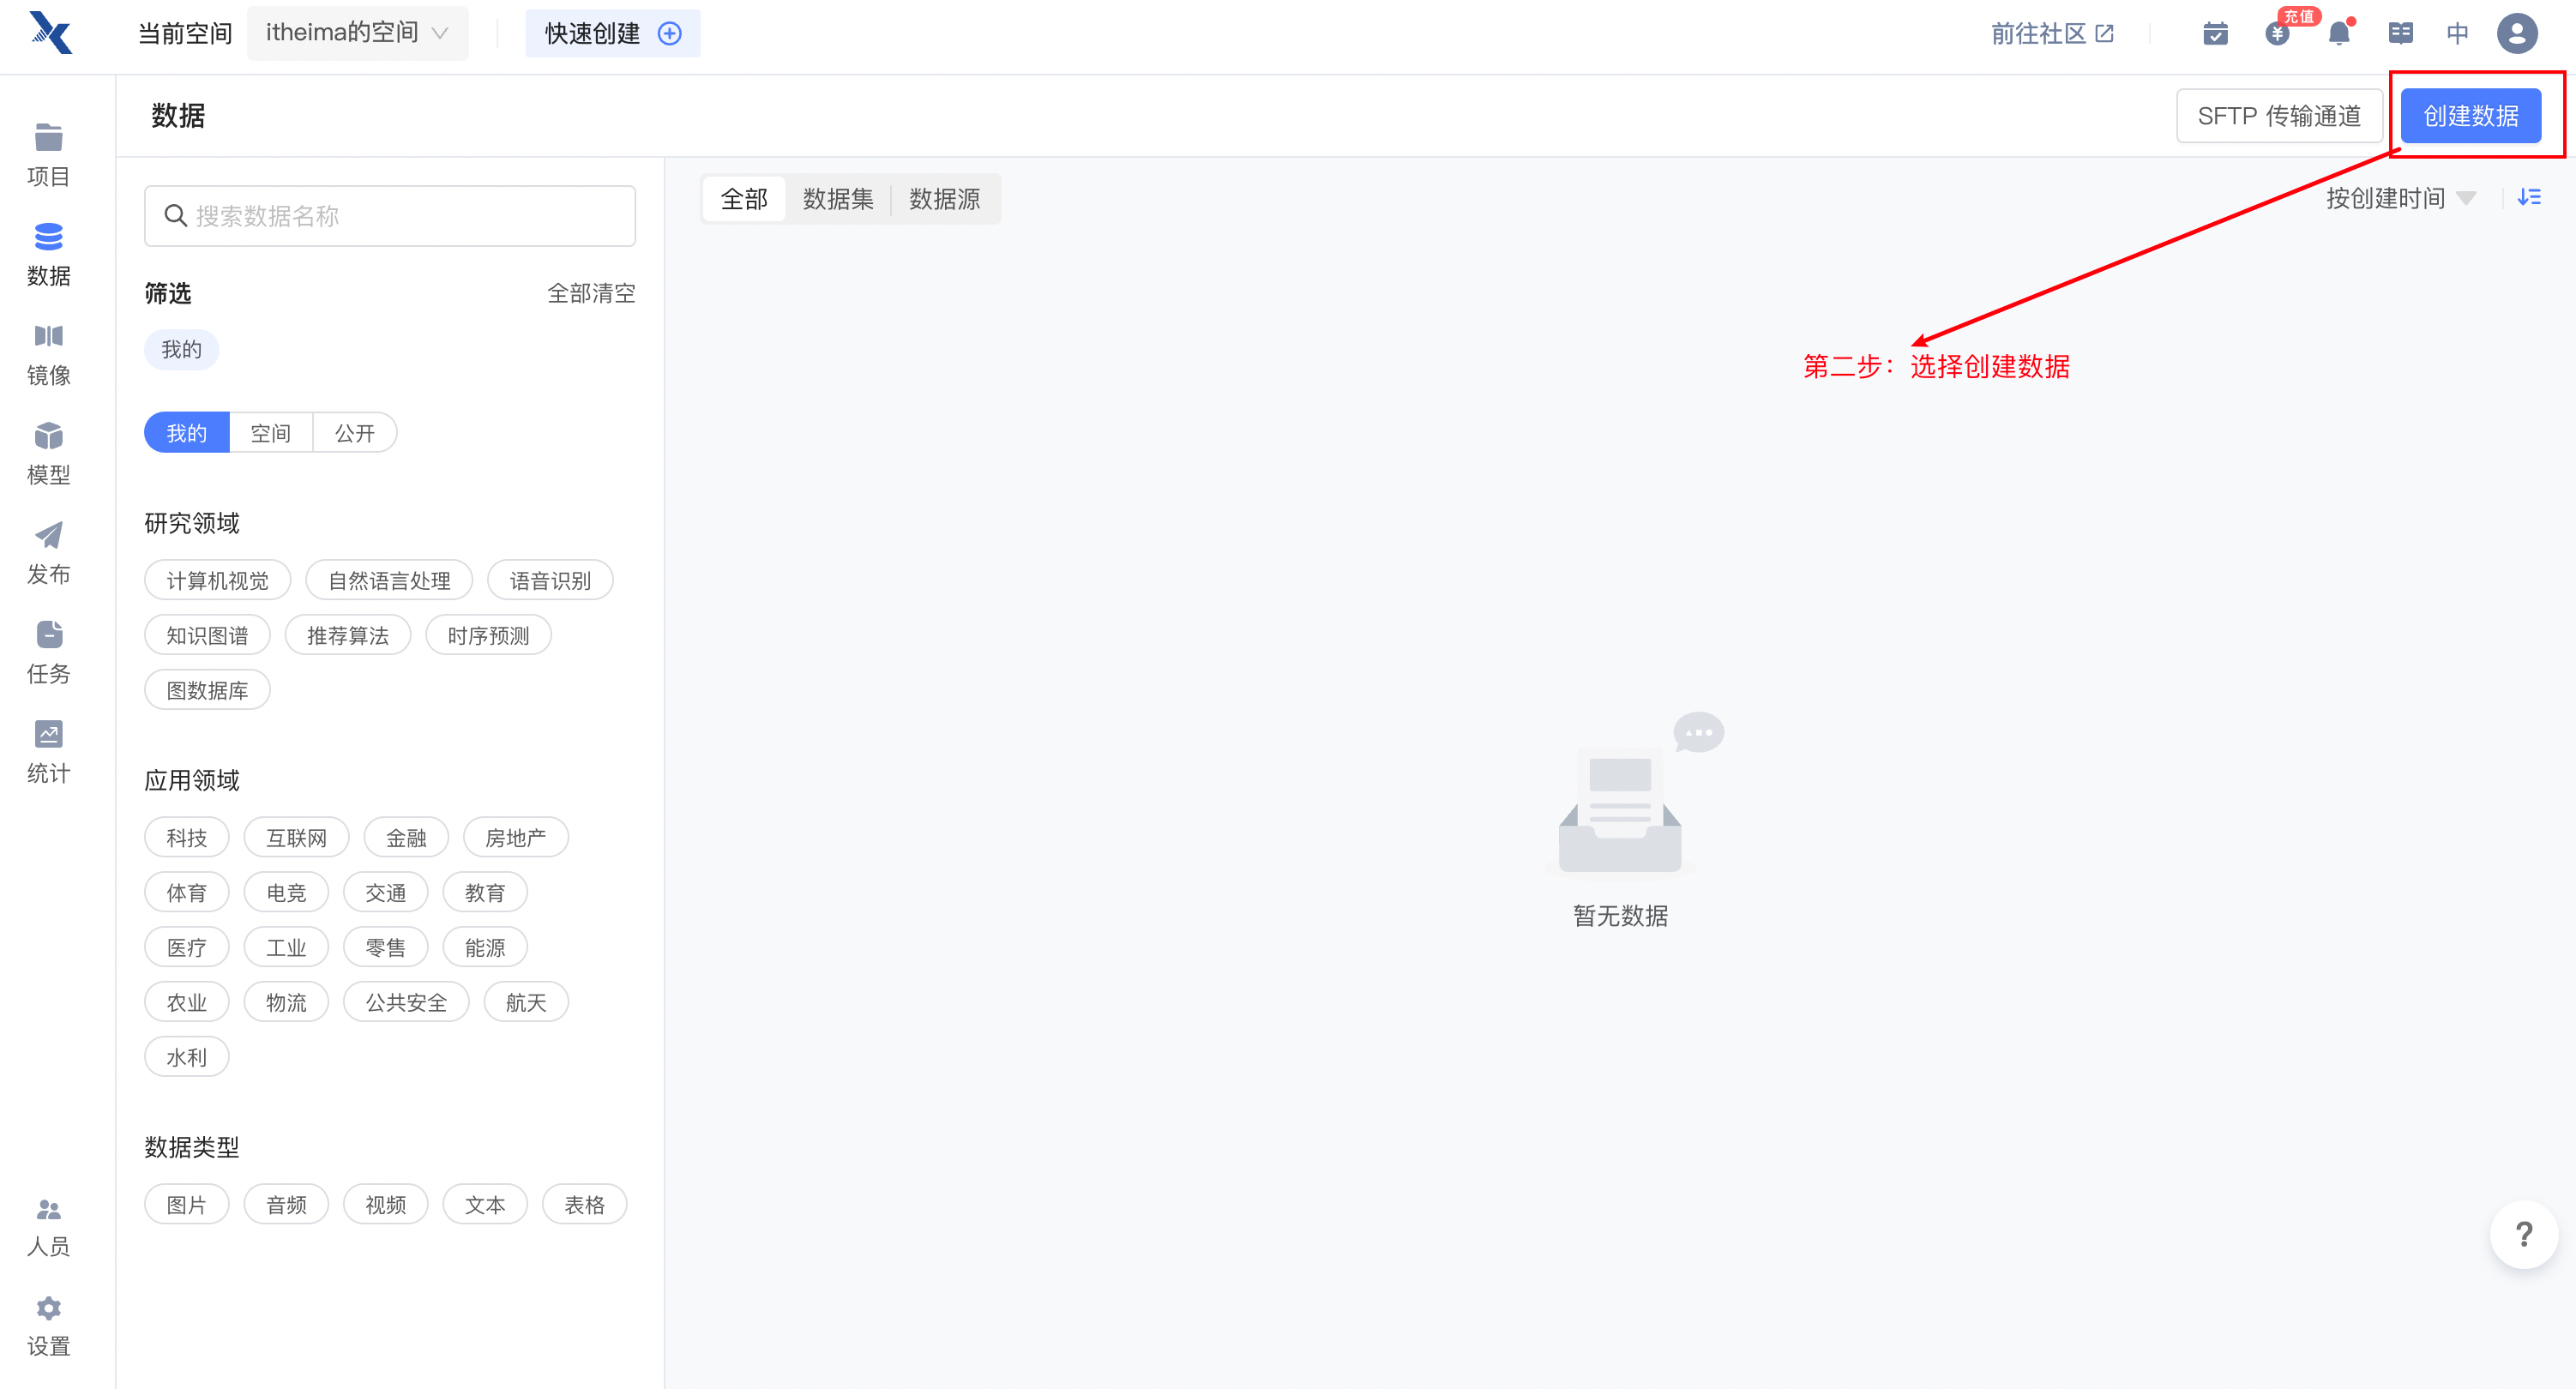 当前空间
itheima的空间
快速创建
前往社区
充值
中
项目
数据
镜像
模型
发布
任务
统计
人员
设置
数据
SFTP 传输通道
创建数据
搜索数据名称
筛选
全部清空
我的
我的 空间 公开
研究领域
计算机视觉 自然语言处理 语音识别
知识图谱 推荐算法 时序预测
图数据库
应用领域
科技 互联网 金融 房地产
体育 电竞 交通 教育
医疗 工业 零售 能源
农业 物流 公共安全 航天
水利
数据类型
图片 音频 视频 文本 表格
全部 数据集 数据源
按创建时间
第二步：选择创建数据
暂无数据
?